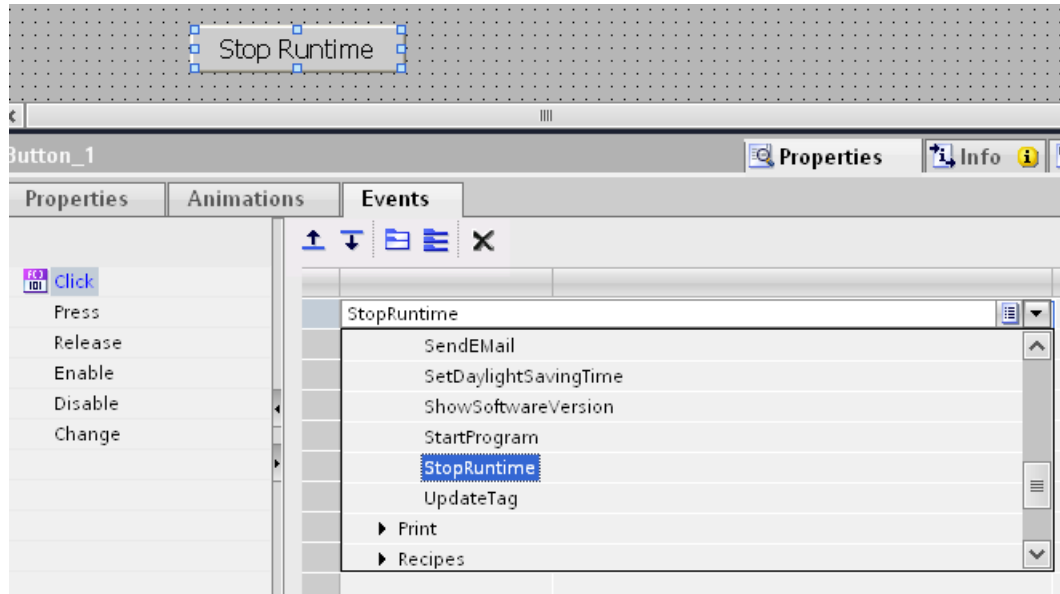 Stop Runtime
Button_1
Properties
Info
Properties
Animations
Events
Click
Press
Release
Enable
Disable
Change
StopRuntime
SendEMail
SetDaylightSavingTime
ShowSoftwareVersion
StartProgram
StopRuntime
UpdateTag
Print
Recipes